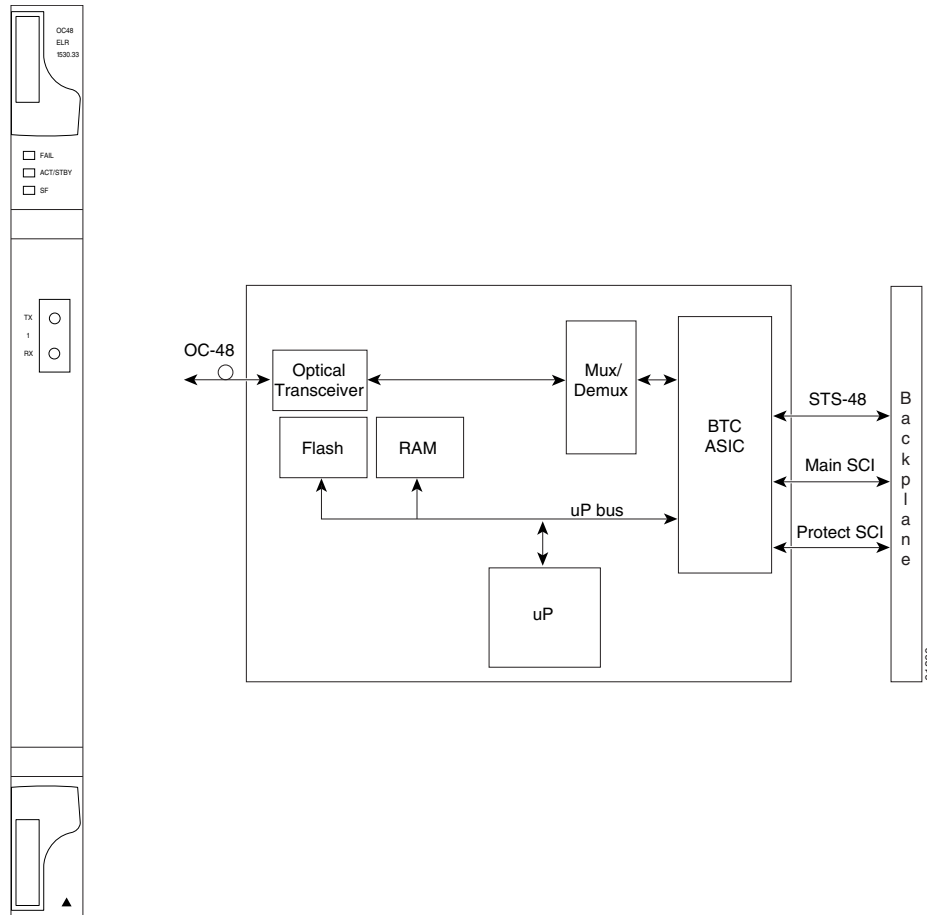 OC48
ELR
1530.33
FAIL
ACT/STBY
SF
TX
1
RX
OC-48
Optical
Transceiver
Mux/
Demux
BTC
ASIC
Flash
RAM
uP bus
uP
STS-48
Main SCI
Protect SCI
Backplane